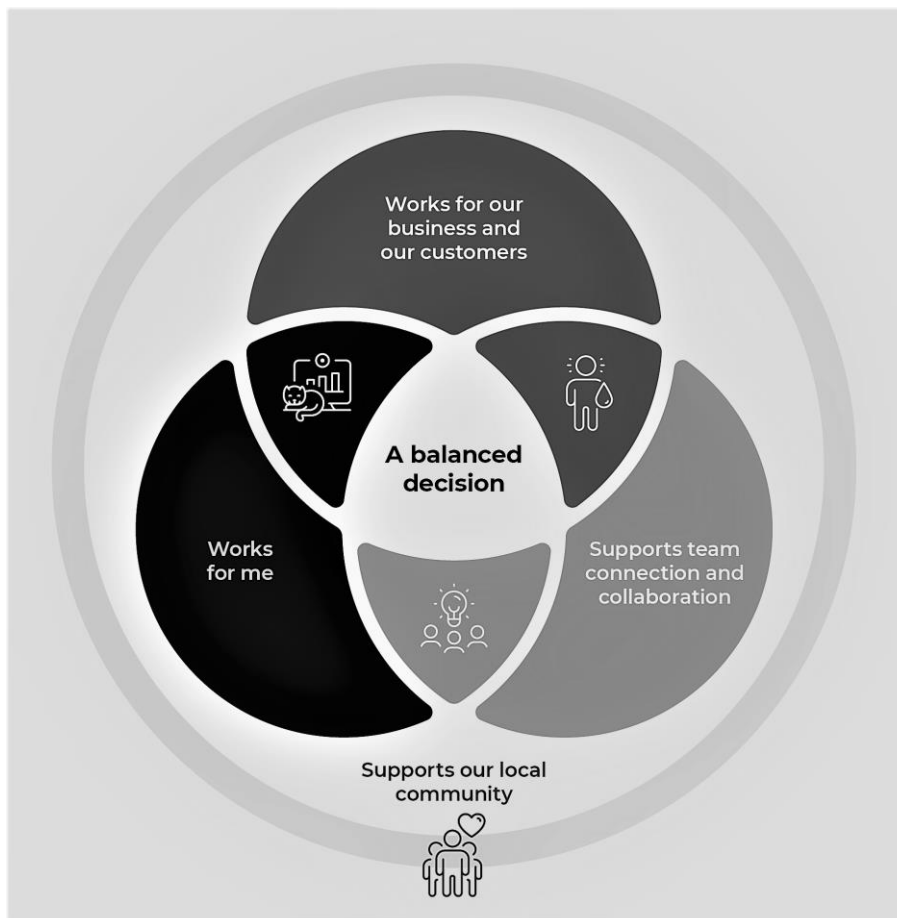 Works for our
business and
our customers
A balanced
decision
Works
for me
Supports team
connection and
collaboration
Supports our local
community